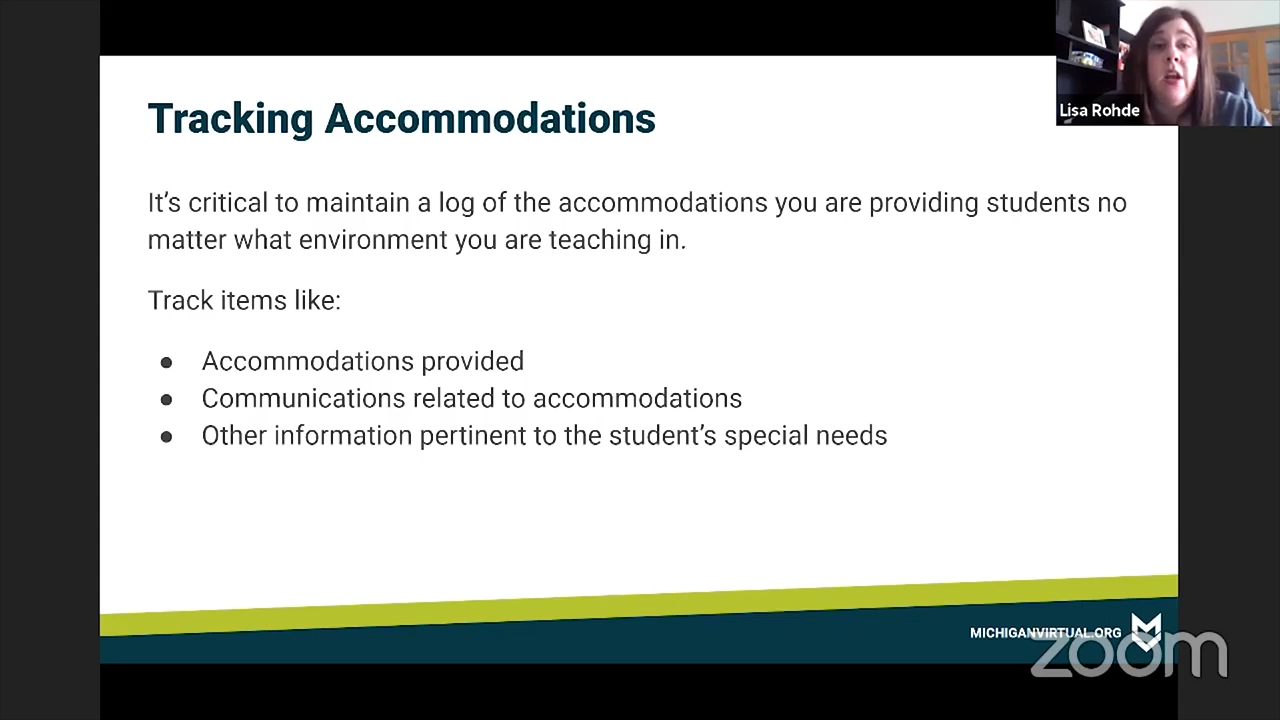 Tracking Accommodations
Lisa Rohde
It's critical to maintain a log of the accommodations you are providing students no
matter what environment you are teaching in.
Track items like:
● Accommodations provided
● Communications related to accommodations
● Other information pertinent to the student's special needs
MICHIGANVIRTUAL.ORG
zoom